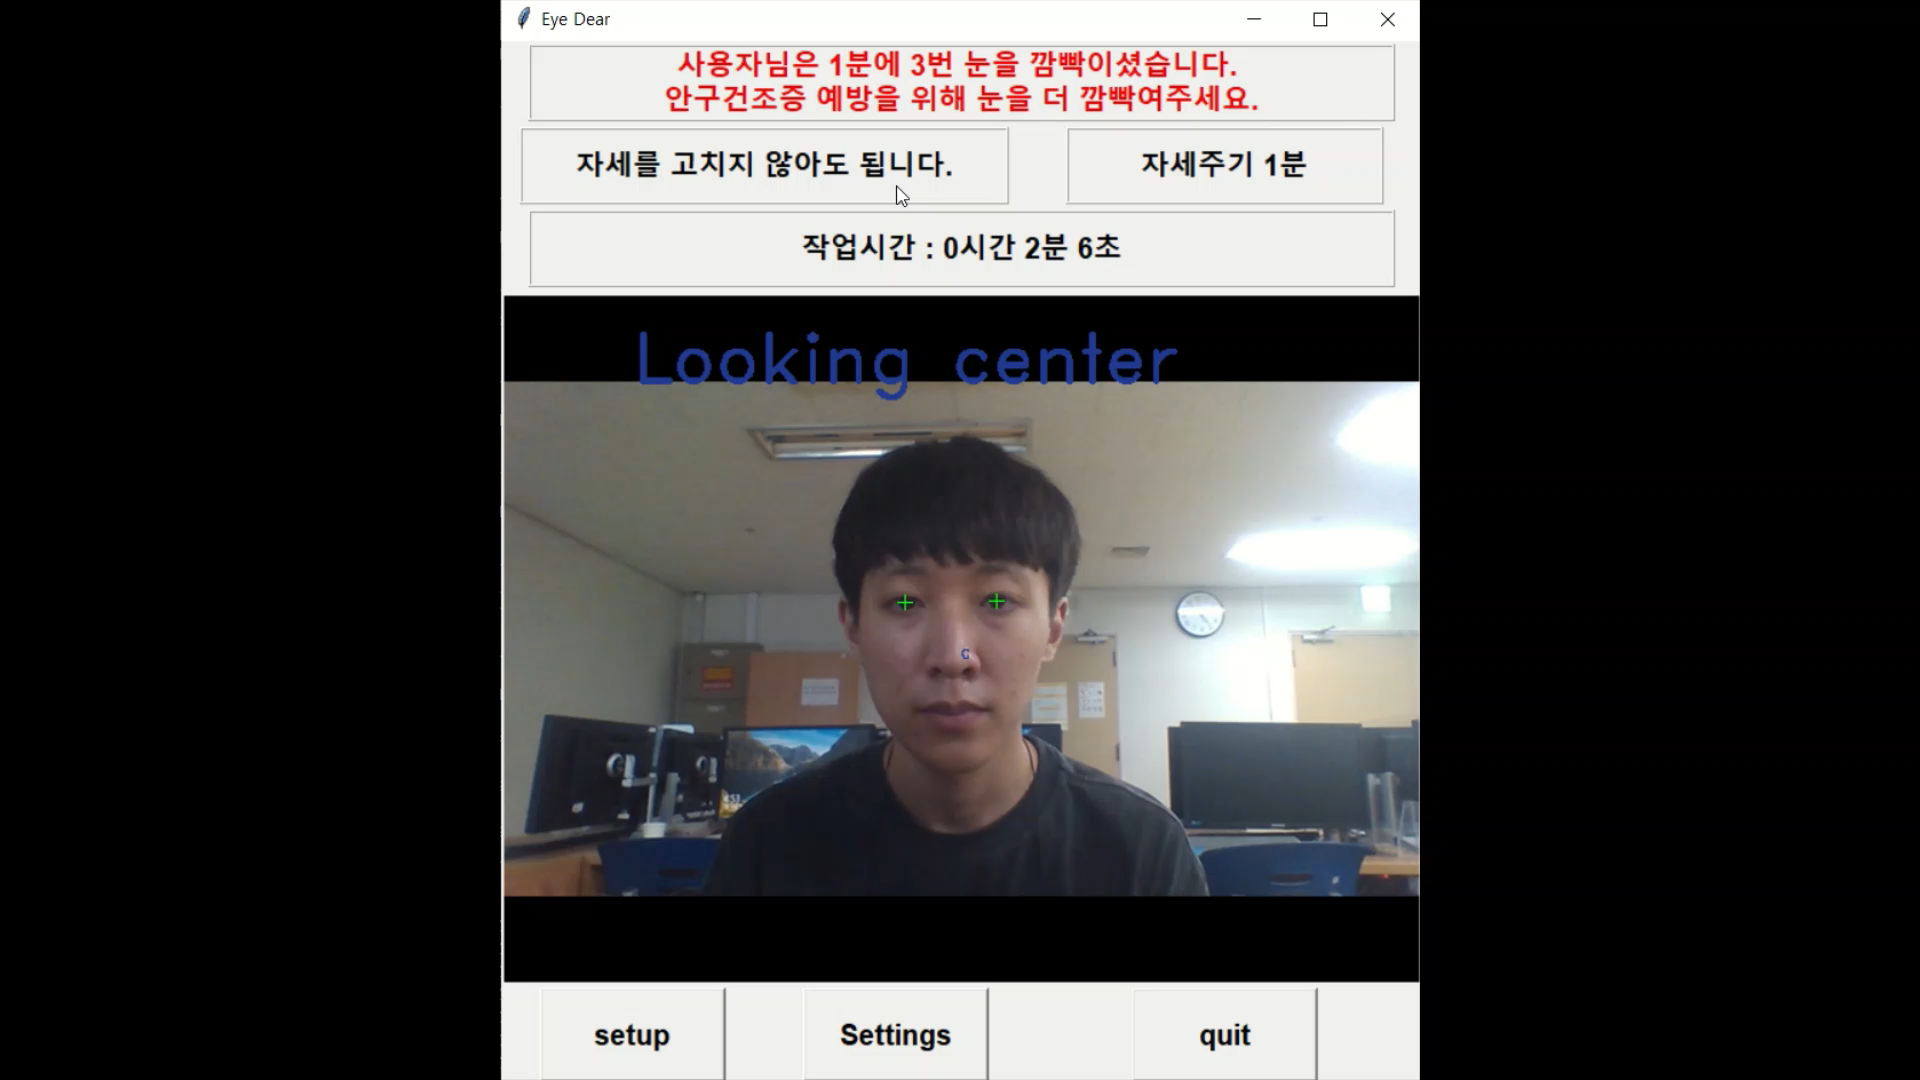 Eye Dear
사용자님은 1분에 3번 눈을 깜빡이셨습니다.
안구건조증 예방을 위해 눈을 더 깜빡여주세요.
자세를 고치지 않아도 됩니다.
자세주기 1분
작업시간 : 0시간 2분 6초
Looking center
C
setup
Settings
quit